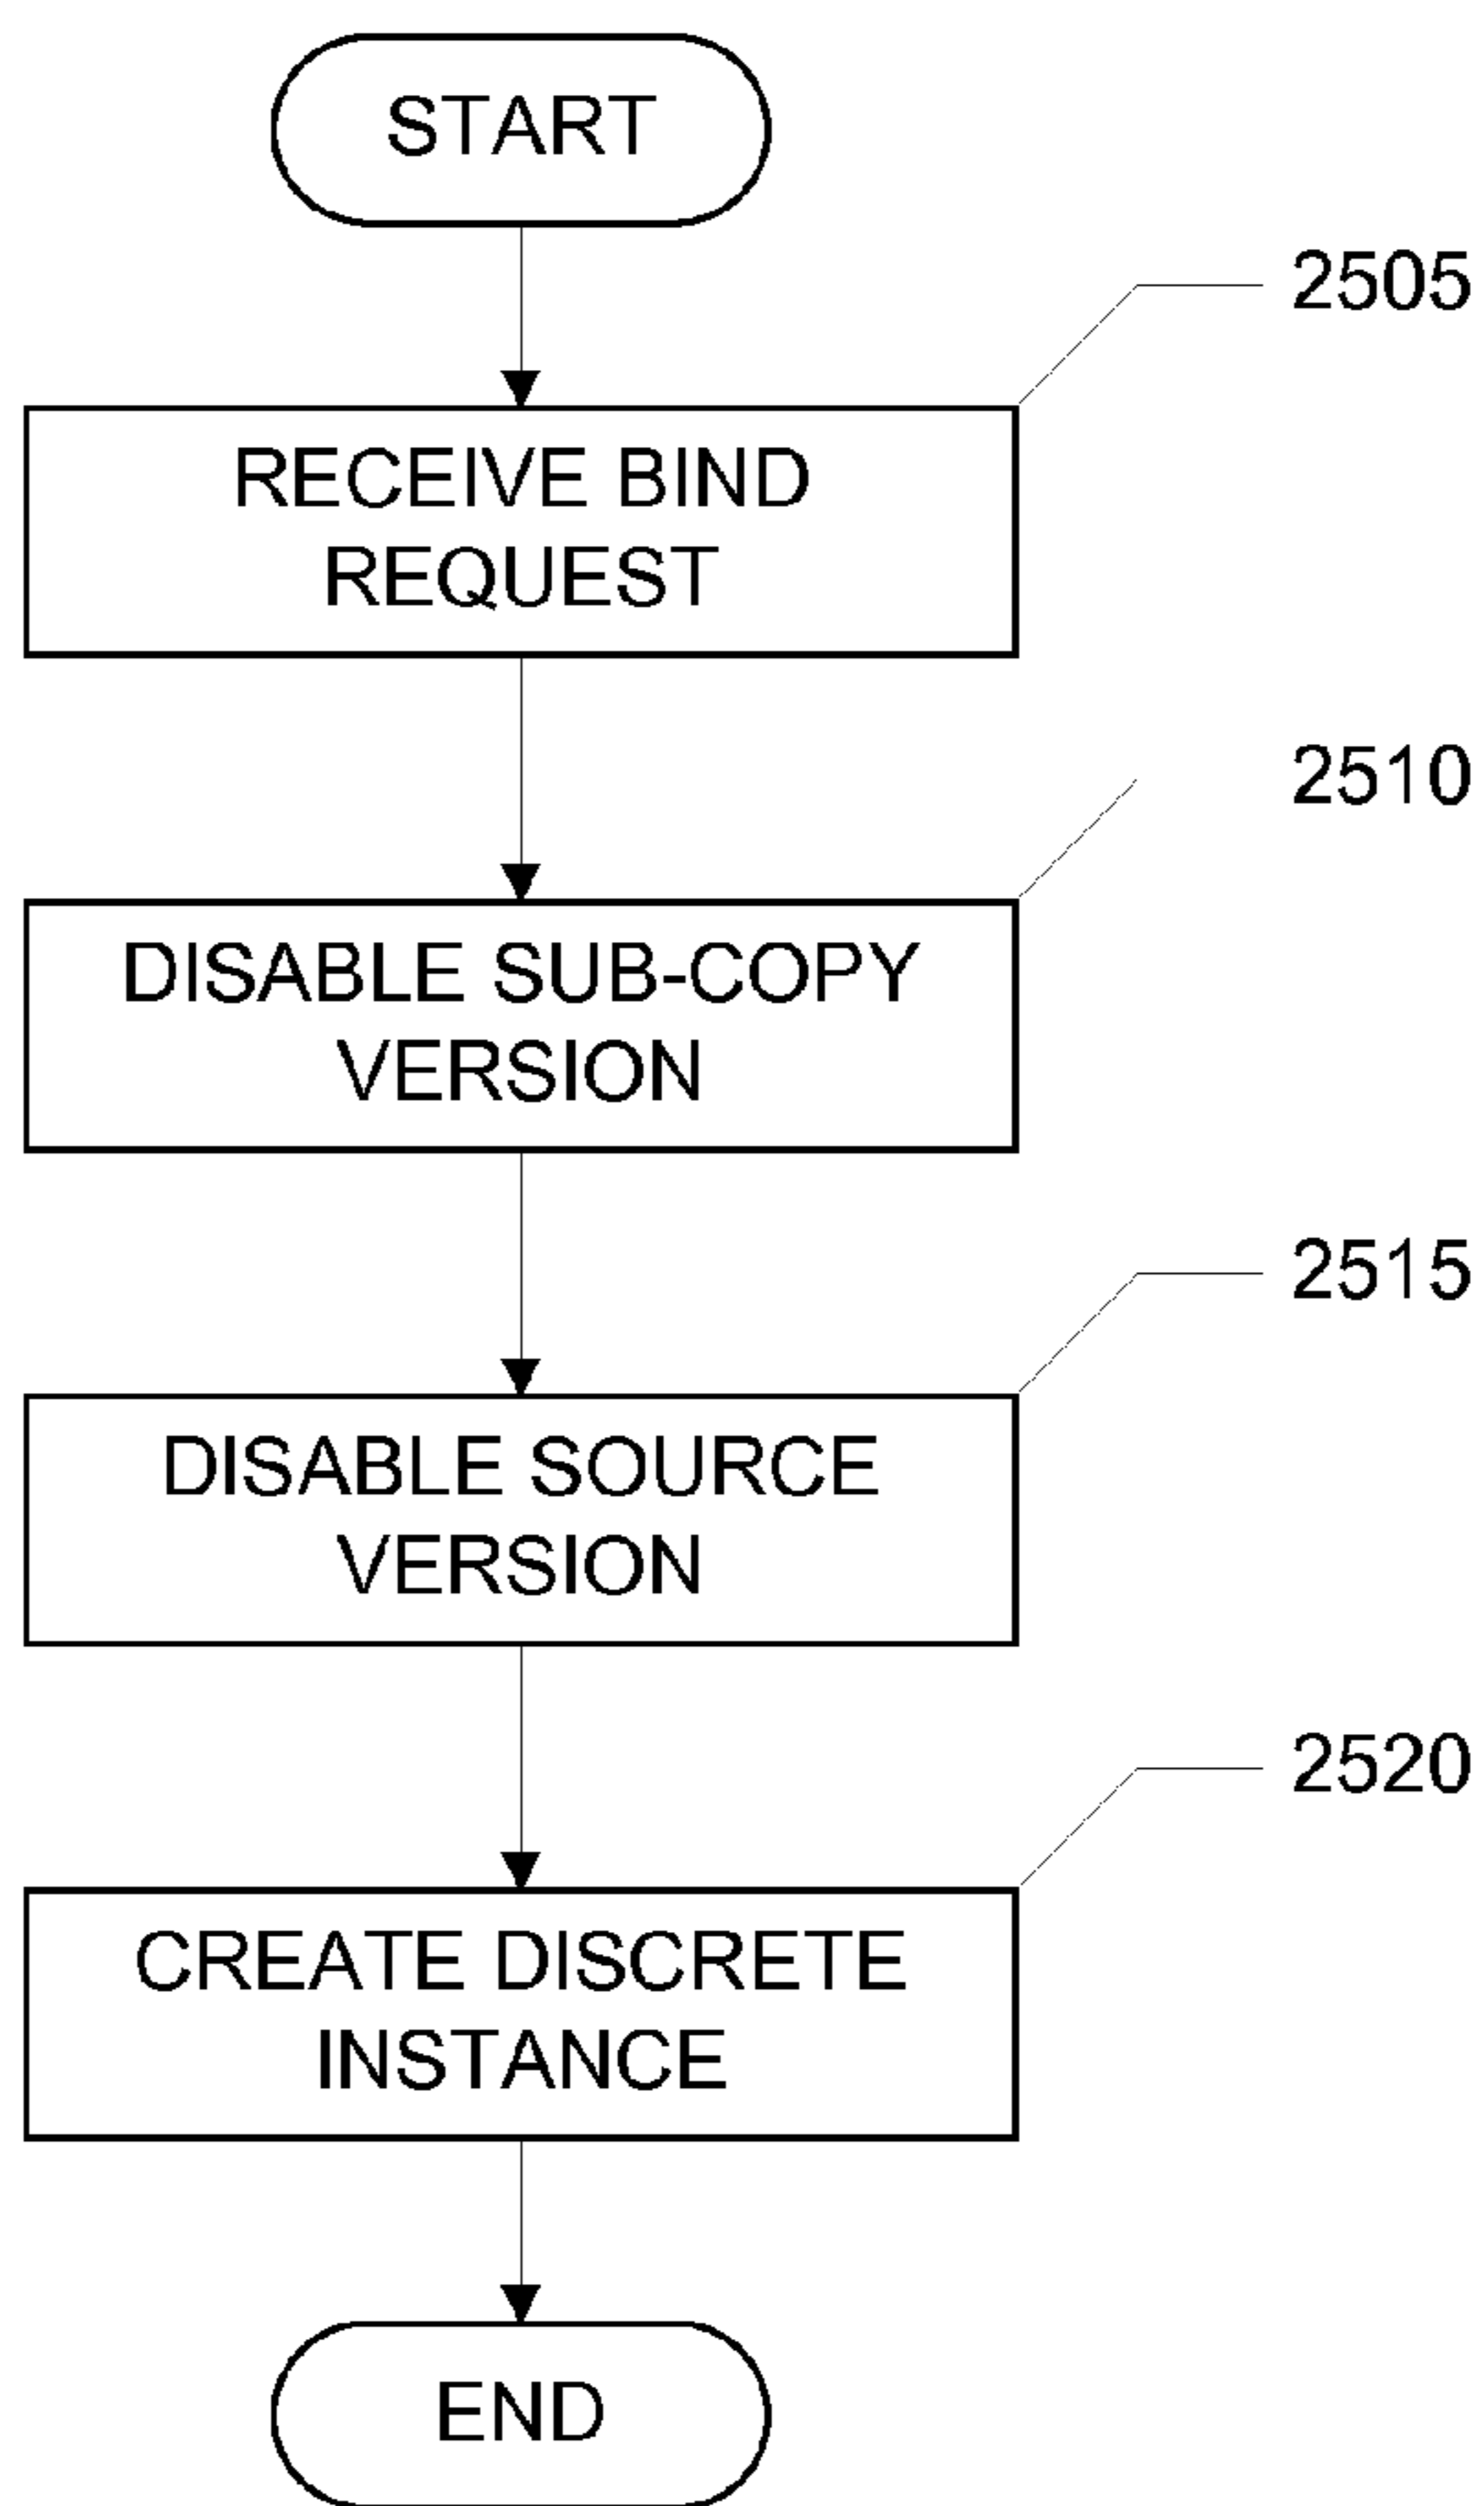 START
2505
RECEIVE BIND
REQUEST
2510
DISABLE SUB-COPY
VERSION
2515
DISABLE SOURCE
VERSION
2520
CREATE DISCRETE
INSTANCE
END